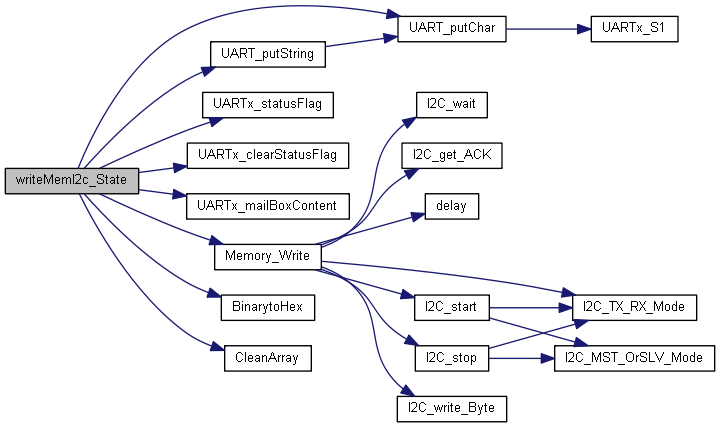 writeMemI2c_State
UART_putChar
UARTx_S1
UART_putString
UARTx_statusFlag
I2C_wait
UARTx_clearStatusFlag
I2C_get_ACK
UARTx_mailBoxContent
delay
Memory_Write
BinarytoHex
I2C_start
I2C_TX_RX_Mode
CleanArray
I2C_stop
I2C_MST_OrSLV_Mode
I2C_write_Byte